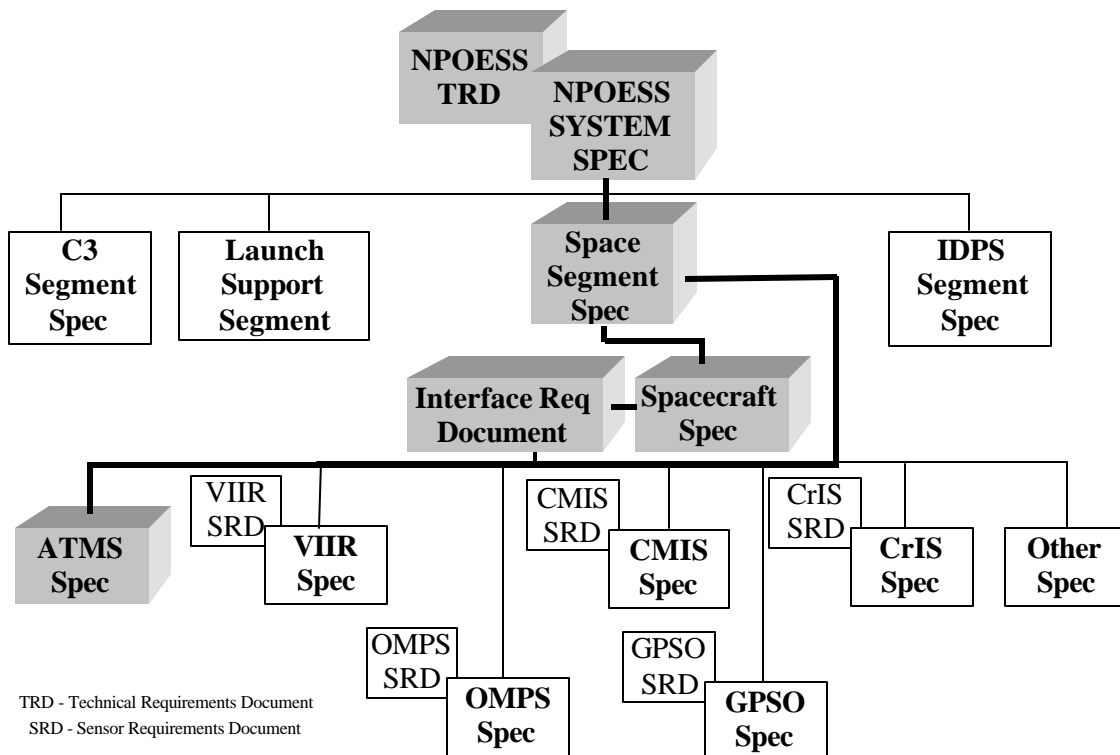 NPOESS
TRD
NPOESS
SYSTEM
SPEC
C3
Segment
Spec
Launch
Support
Segment
Space
Segment
Spec
IDPS
Segment
Spec
Interface Req
Document
Spacecraft
Spec
ATMS
Spec
VIIR
SRD
VIIR
Spec
CMIS
SRD
CMIS
Spec
CrIS
SRD
CrIS
Spec
Other
Spec
OMPS
SRD
OMPS
Spec
GPSO
SRD
GPSO
Spec
TRD - Technical Requirements Document
SRD - Sensor Requirements Document